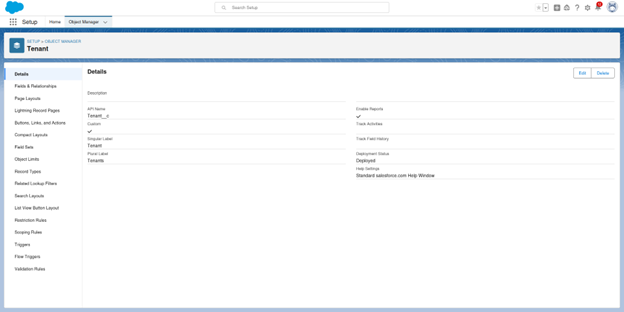 Search Setup
Setup
Home
Object Manager
SETUP > OBJECT MANAGER
Tenant
Details
Fields & Relationships
Page Layouts
Lightning Record Pages
Buttons, Links, and Actions
Compact Layouts
Field Sets
Object Limits
Record Types
Related Lookup Filters
Search Layouts
List View Button Layout
Restriction Rules
Scoping Rules
Triggers
Flow Triggers
Validation Rules
Details
Edit
Delete
Description
API Name
Tenant__c
Custom
Singular Label
Tenant
Plural Label
Tenants
Enable Reports
Track Activities
Track Field History
Deployment Status
Deployed
Help Settings
Standard salesforce.com Help Window